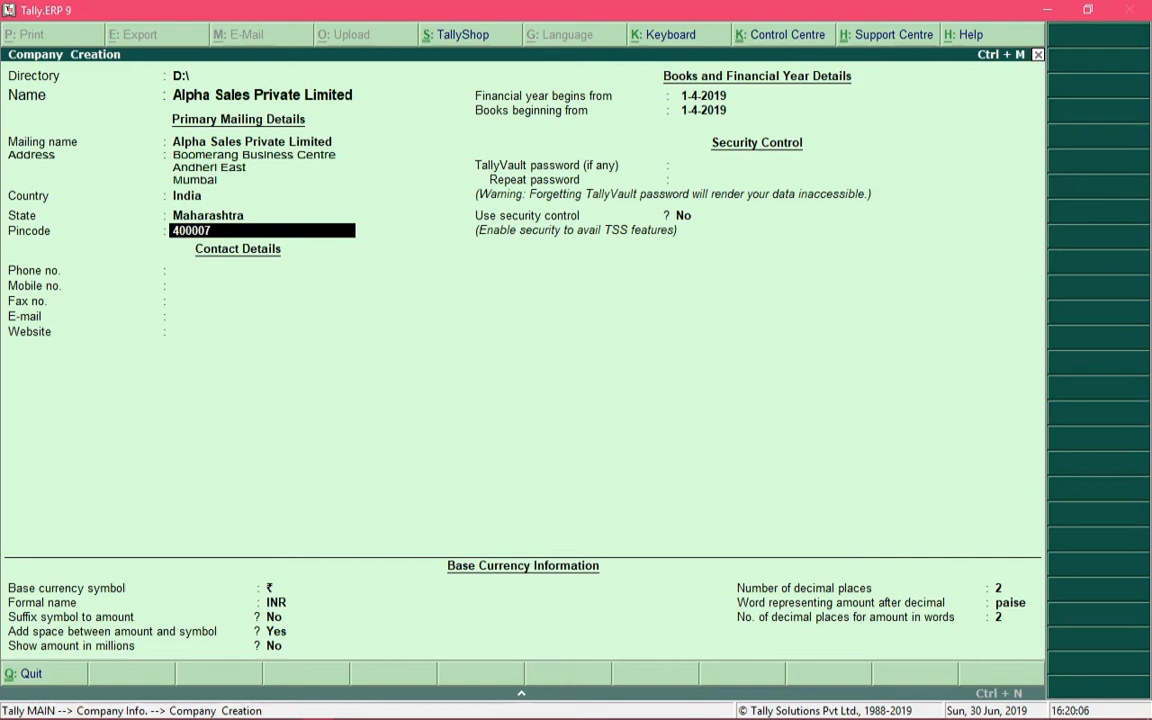 Tally.ERP 9
P: Print
E: Export
M: E-Mail
O: Upload
S: TallyShop
G: Language
K: Keyboard
K: Control Centre
H: Support Centre
H: Help
Company Creation
Ctrl + M
Directory : D:\
Name : Alpha Sales Private Limited
Primary Mailing Details
Mailing name : Alpha Sales Private Limited
Address : Boomerang Business Centre
Andheri East
Mumbai
Country : India
State : Maharashtra
Pincode : 400007
Contact Details
Phone no. :
Mobile no. :
Fax no. :
E-mail :
Website :
Books and Financial Year Details
Financial year begins from : 1-4-2019
Books beginning from : 1-4-2019
Security Control
TallyVault password (if any) :
Repeat password :
(Warning: Forgetting TallyVault password will render your data inaccessible.)
Use security control ? No
(Enable security to avail TSS features)
Base Currency Information
Base currency symbol : ₹
Formal name : INR
Suffix symbol to amount ? No
Add space between amount and symbol ? Yes
Show amount in millions ? No
Number of decimal places : 2
Word representing amount after decimal : paise
No. of decimal places for amount in words : 2
Q: Quit
Ctrl + N
Tally MAIN --> Company Info. --> Company Creation
© Tally Solutions Pvt Ltd., 1988-2019
Sun, 30 Jun, 2019
16:20:06